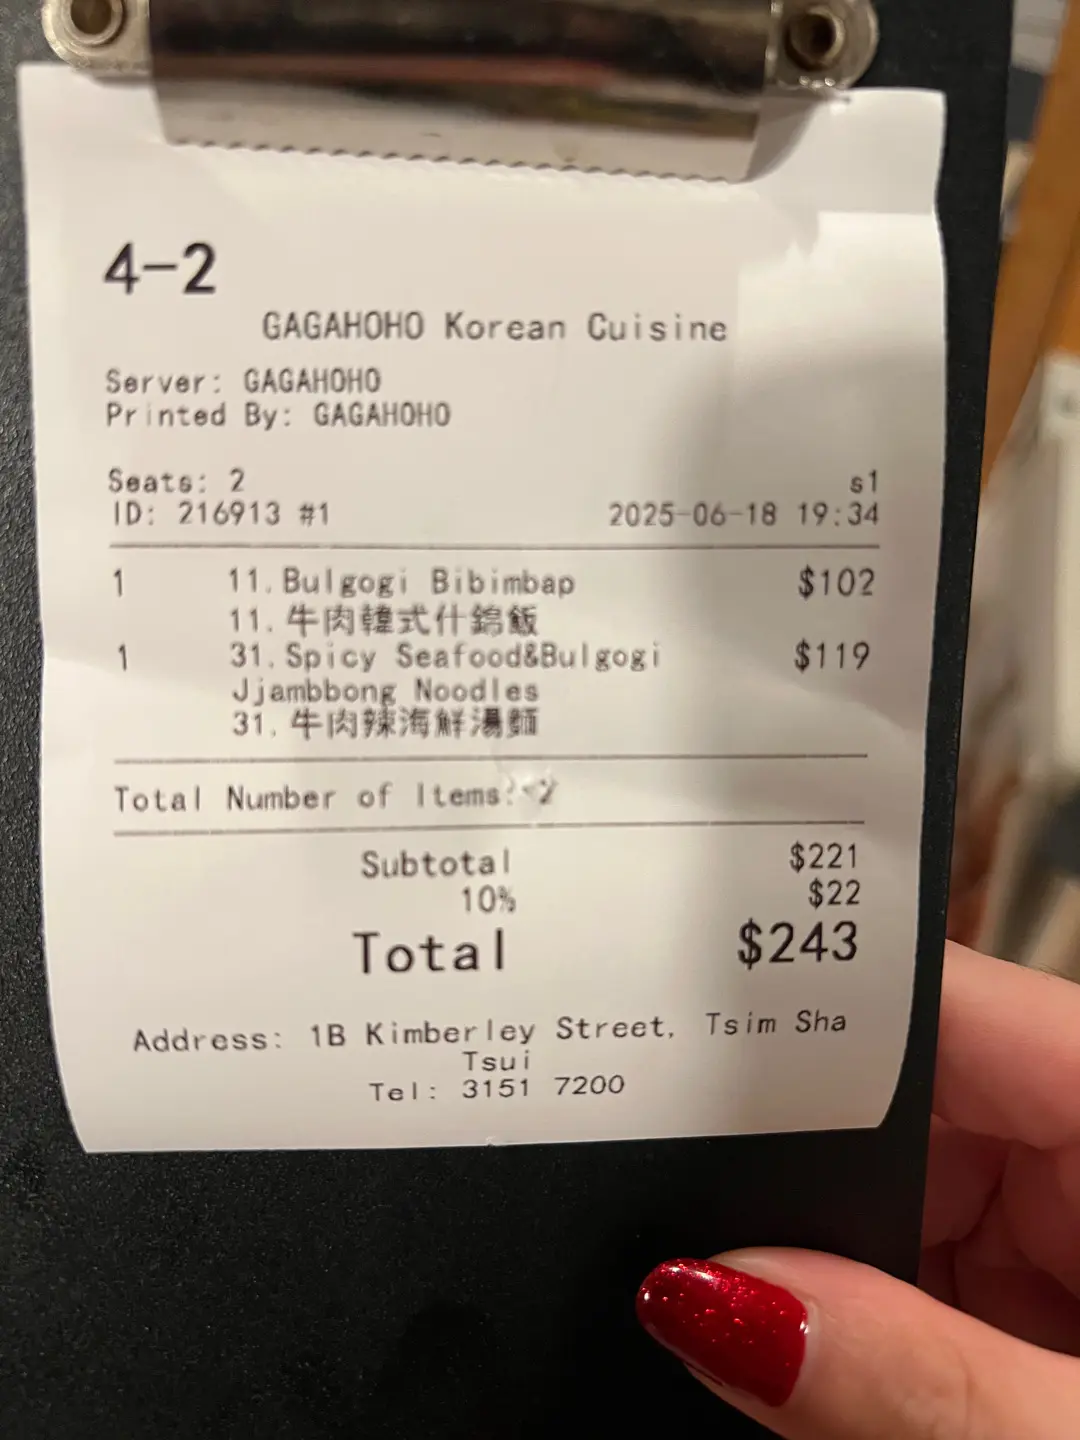 4-2
GAGAHOHO Korean Cuisine
Server: GAGAHOHO
Printed By: GAGAHOHO
Seats: 2 s1
ID: 216913 #1 2025-06-18 19:34
1 11.Bulgogi Bibimbap $102
11.牛肉韓式什錦飯
1 31.Spicy Seafood&Bulgogi $119
Jjambbong Noodles
31.牛肉辣海鮮湯麵
Total Number of Items: 2
Subtotal $221
10% $22
Total $243
Address: 1B Kimberley Street, Tsim Sha
Tsui
Tel: 3151 7200